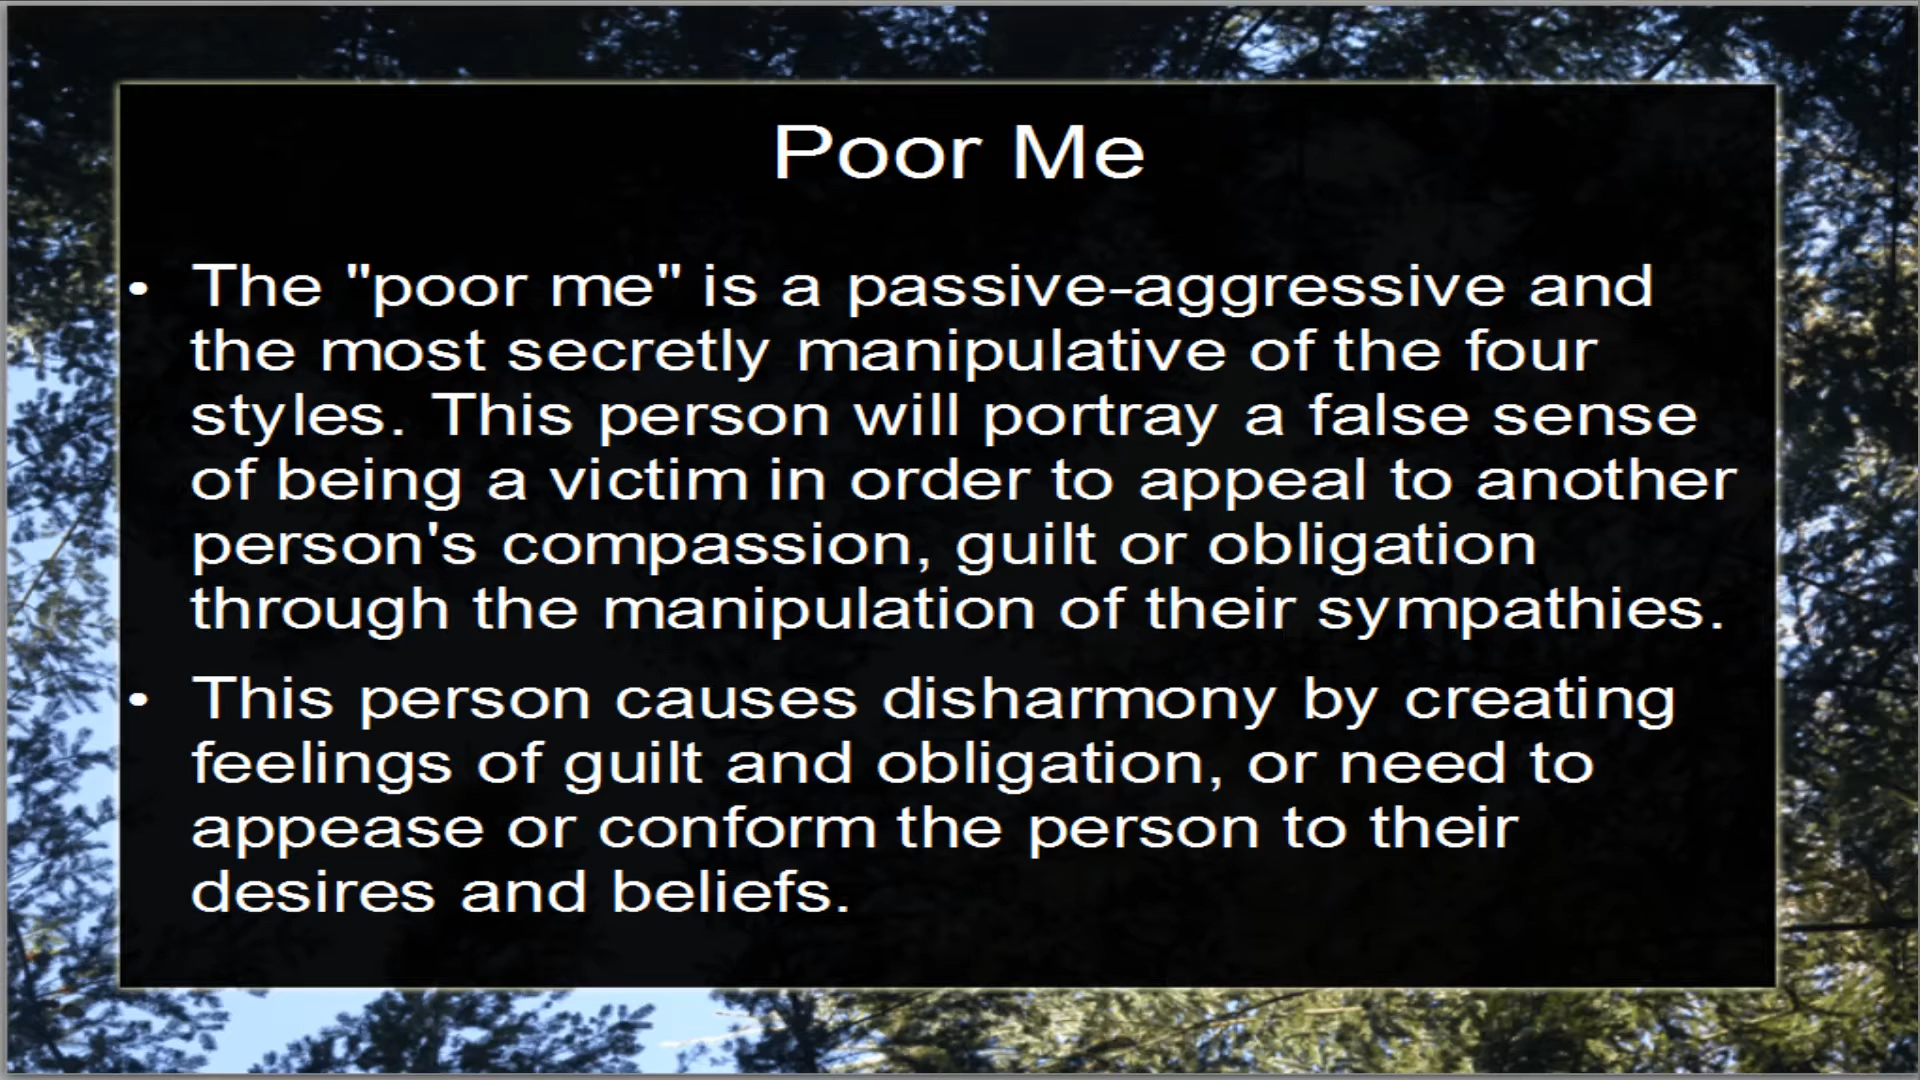 Poor Me
• The "poor me" is a passive-aggressive and
the most secretly manipulative of the four
styles. This person will portray a false sense
of being a victim in order to appeal to another
person's compassion, guilt or obligation
through the manipulation of their sympathies.
• This person causes disharmony by creating
feelings of guilt and obligation, or need to
appease or conform the person to their
desires and beliefs.